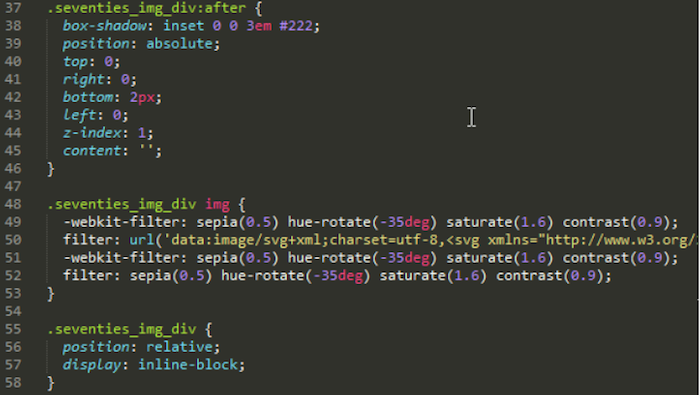 37 .seventies_img_div:after {
38 box-shadow: inset 0 0 3em #222;
39 position: absolute;
40 top: 0;
41 right: 0;
42 bottom: 2px;
43 left: 0;
44 z-index: 1;
45 content: '';
46 }
47
48 .seventies_img_div img {
49 -webkit-filter: sepia(0.5) hue-rotate(-35deg) saturate(1.6) contrast(0.9);
50 filter: url('data:image/svg+xml;charset=utf-8,<svg xmlns="http://www.w3.org/
51 -webkit-filter: sepia(0.5) hue-rotate(-35deg) saturate(1.6) contrast(0.9);
52 filter: sepia(0.5) hue-rotate(-35deg) saturate(1.6) contrast(0.9);
53 }
54
55 .seventies_img_div {
56 position: relative;
57 display: inline-block;
58 }